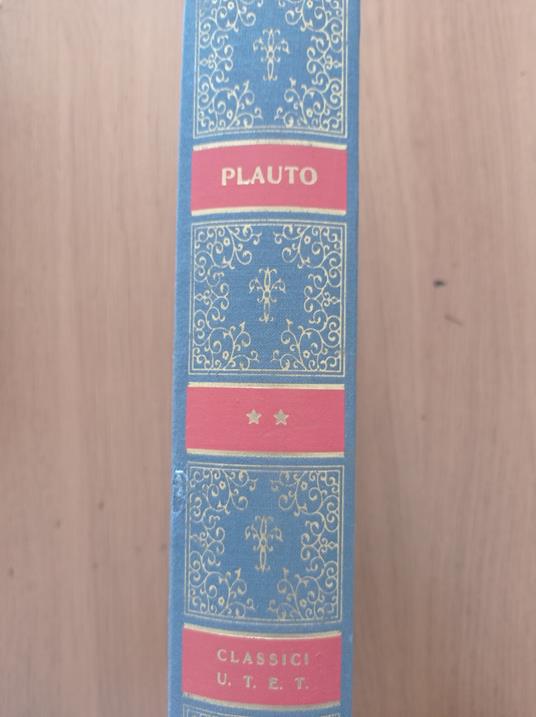 PLAUTO
★ ★
CLASSICI
U. T. E. T.